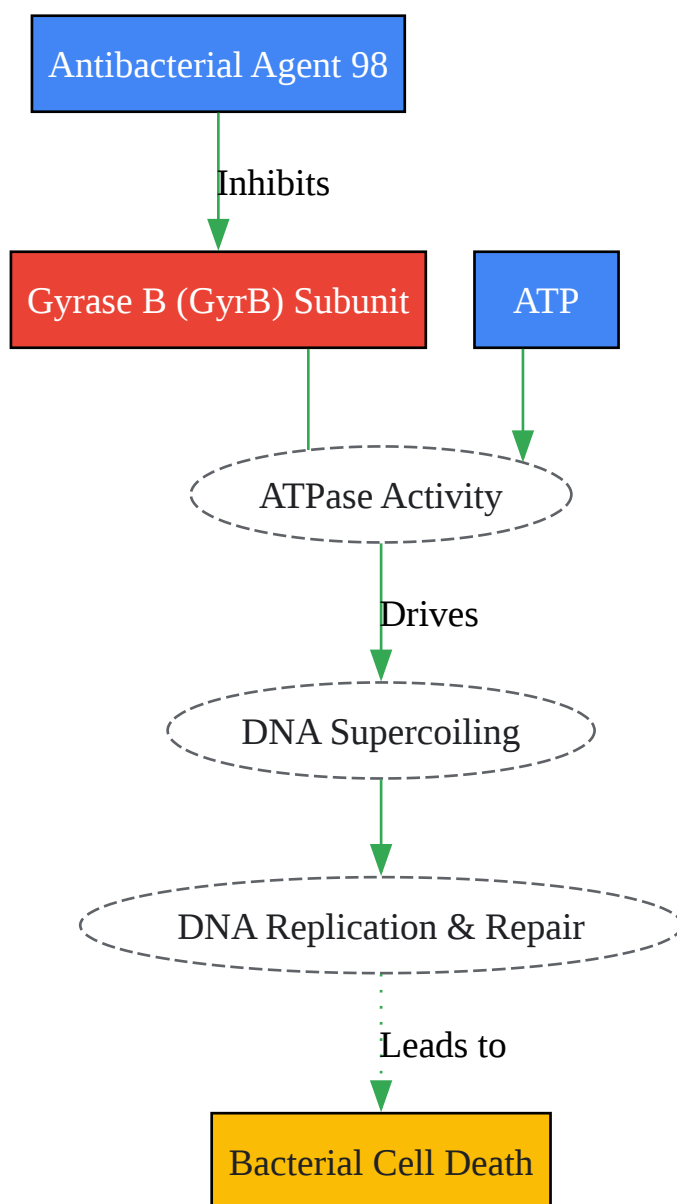 Antibacterial Agent 98
Inhibits
Gyrase B (GyrB) Subunit
ATP
ATPase Activity
Drives
DNA Supercoiling
DNA Replication & Repair
Leads to
Bacterial Cell Death